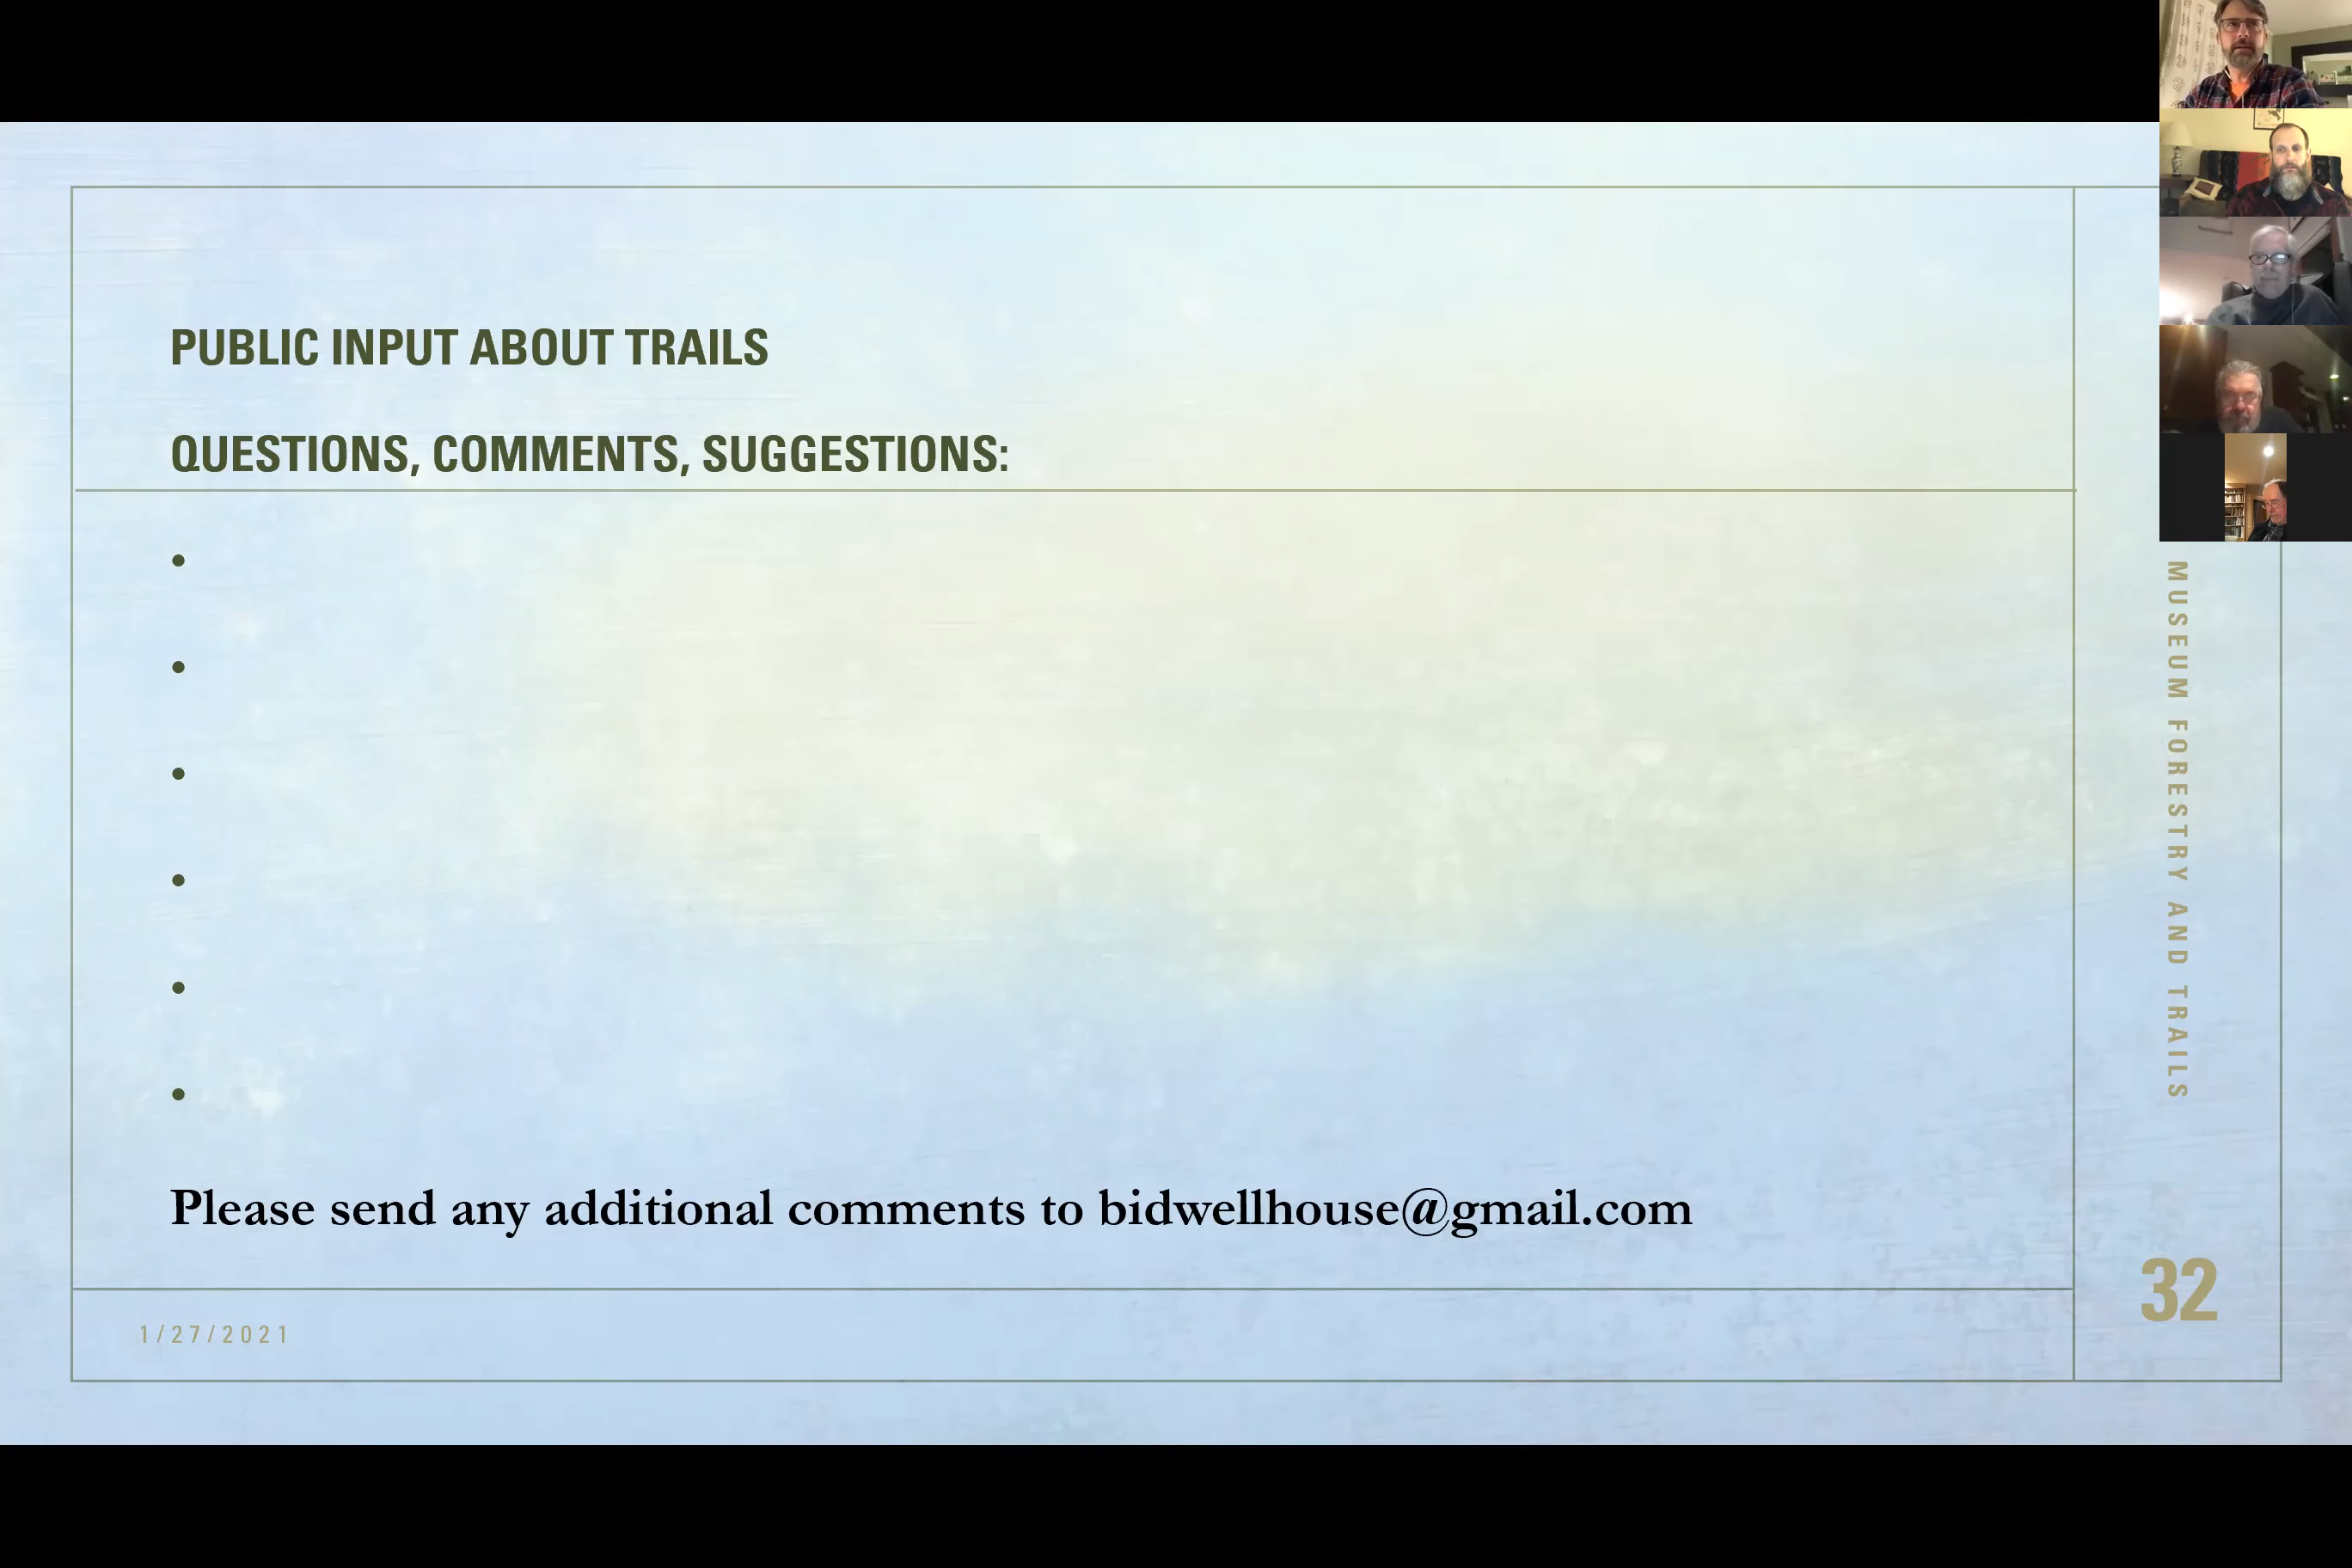 PUBLIC INPUT ABOUT TRAILS
QUESTIONS, COMMENTS, SUGGESTIONS:
•
•
•
•
•
•
Please send any additional comments to bidwellhouse@gmail.com
1/27/2021
MUSEUM FORESTRY AND TRAILS
32